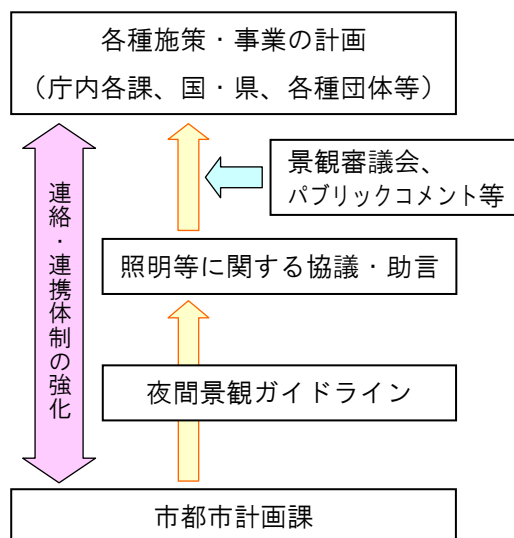 各種施策・事業の計画
（庁内各課、国・県、各種団体等）
景観審議会、
パブリックコメント等
連絡・連携体制の強化
照明等に関する協議・助言
夜間景観ガイドライン
市都市計画課